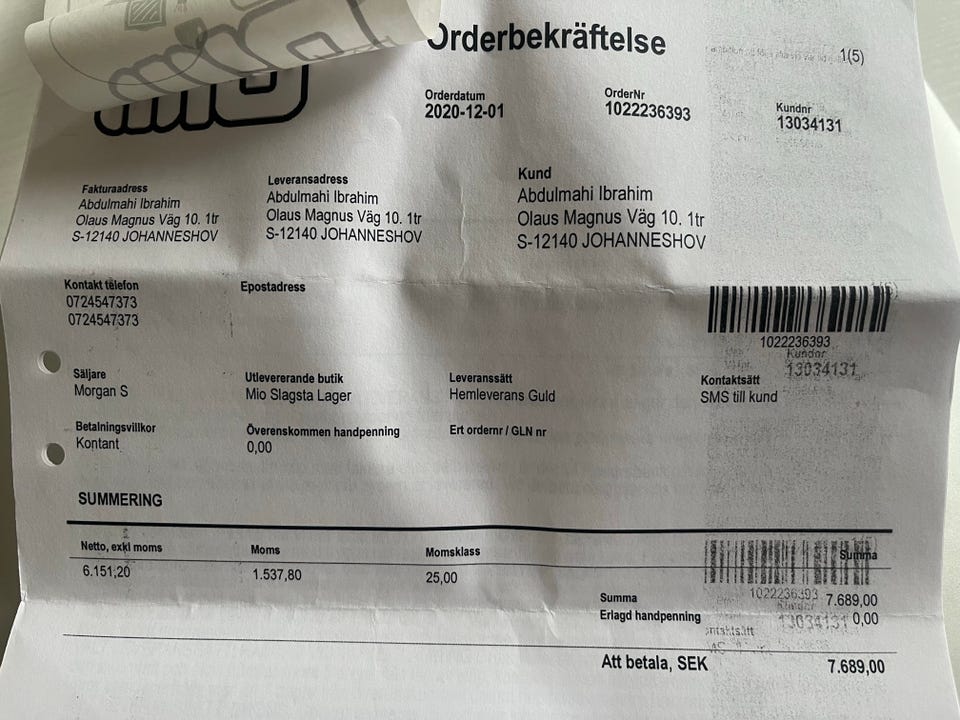 mio
Orderbekräftelse
1(5)
Orderdatum
2020-12-01
OrderNr
1022236393
Kundnr
13034131
Fakturaadress
Abdulmahi Ibrahim
Olaus Magnus Väg 10. 1tr
S-12140 JOHANNESHOV
Leveransadress
Abdulmahi Ibrahim
Olaus Magnus Väg 10. 1tr
S-12140 JOHANNESHOV
Kund
Abdulmahi Ibrahim
Olaus Magnus Väg 10. 1tr
S-12140 JOHANNESHOV
Kontakt telefon
0724547373
0724547373
Epostadress
1022236393
Kundnr
13034131
Säljare
Morgan S
Utlevererande butik
Mio Slagsta Lager
Leveranssätt
Hemleverans Guld
Kontaktsätt
SMS till kund
Betalningsvillkor
Kontant
Överenskommen handpenning
0,00
Ert ordernr / GLN nr
SUMMERING
Netto, exkl moms
Moms
Momsklass
Summa
6.151,20
1.537,80
25,00
1022236393
Summa
7.689,00
Kundnr
Erlagd handpenning
13034131
0,00
Att betala, SEK
7.689,00